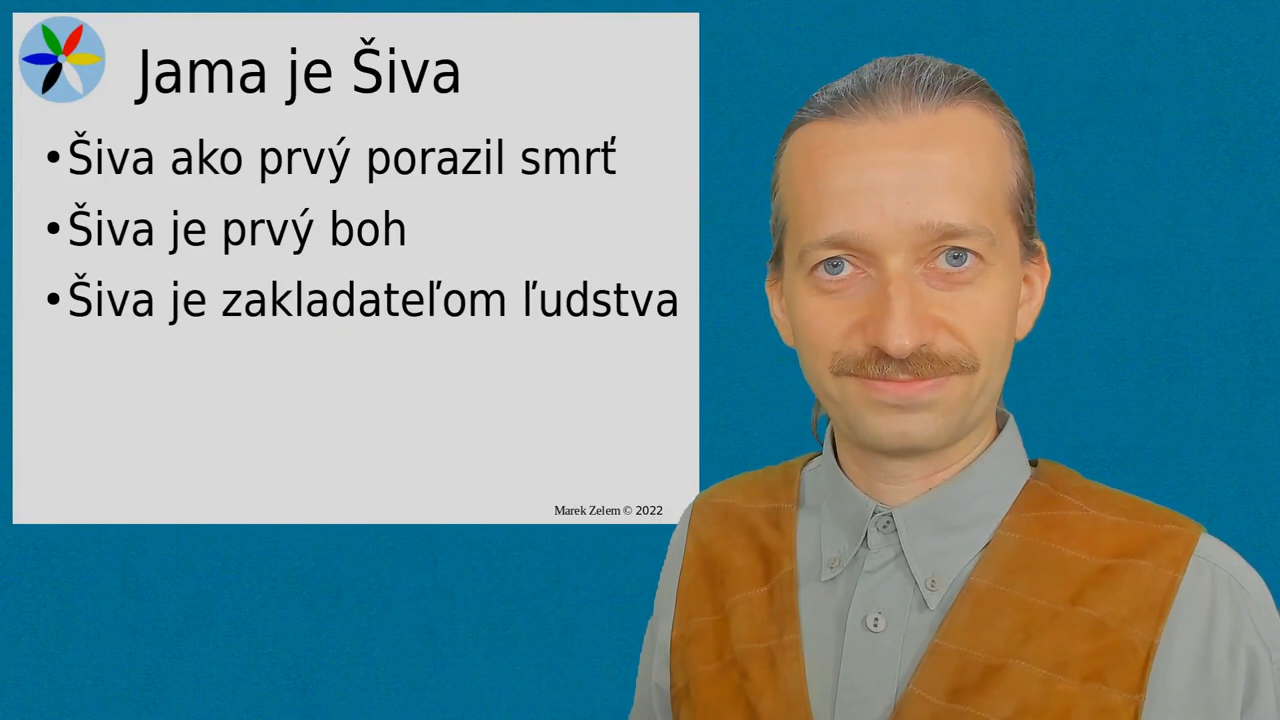 Jama je Šiva
•Šiva ako prvý porazil smrť
•Šiva je prvý boh
•Šiva je zakladateľom ľudstva
Marek Zelem © 2022